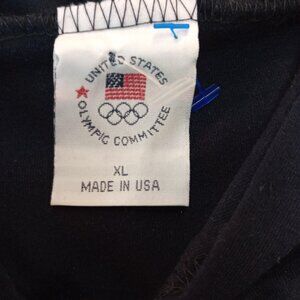 UNITED STATES
OLYMPIC COMMITTEE
XL
MADE IN USA